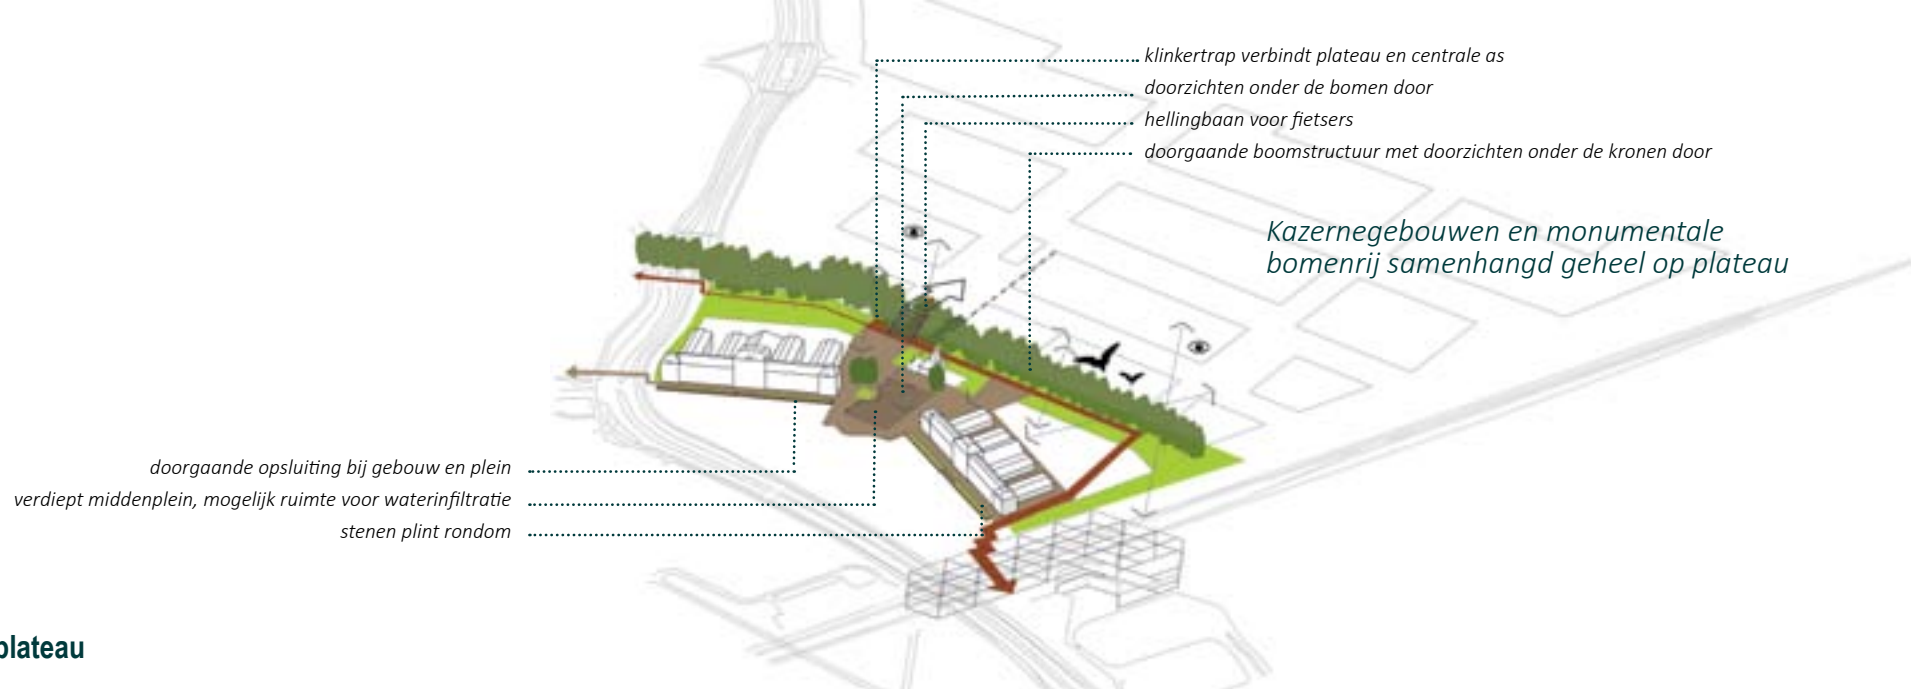 klinkertrap verbindt plateau en centrale as
doorzichten onder de bomen door
hellingbaan voor fietsers
doorgaande boomstructuur met doorzichten onder de kronen door
Kazernegebouwen en monumentale
bomenrij samenhangd geheel op plateau
doorgaande opsluiting bij gebouw en plein
verdiept middenplein, mogelijk ruimte voor waterinfiltratie
stenen plint rondom
plateau